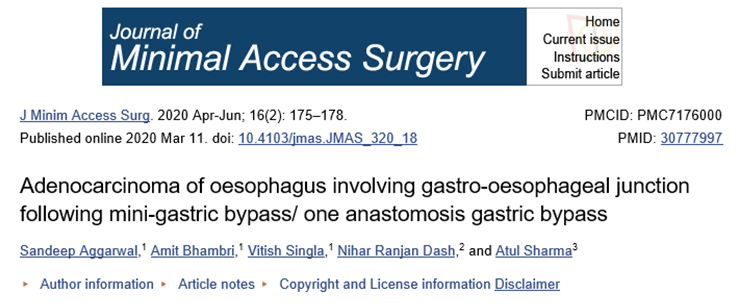 Journal of
Minimal Access Surgery
Home
Current issue
Instructions
Submit article
J Minim Access Surg. 2020 Apr-Jun; 16(2): 175–178.
PMCID: PMC7176000
Published online 2020 Mar 11. doi: 10.4103/jmas.JMAS_320_18
PMID: 30777997
Adenocarcinoma of oesophagus involving gastro-oesophageal junction
following mini-gastric bypass/ one anastomosis gastric bypass
Sandeep Aggarwal,1 Amit Bhambri,1 Vitish Singla,1 Nihar Ranjan Dash,2 and Atul Sharma3
▸ Author information ▸ Article notes ▸ Copyright and License information Disclaimer